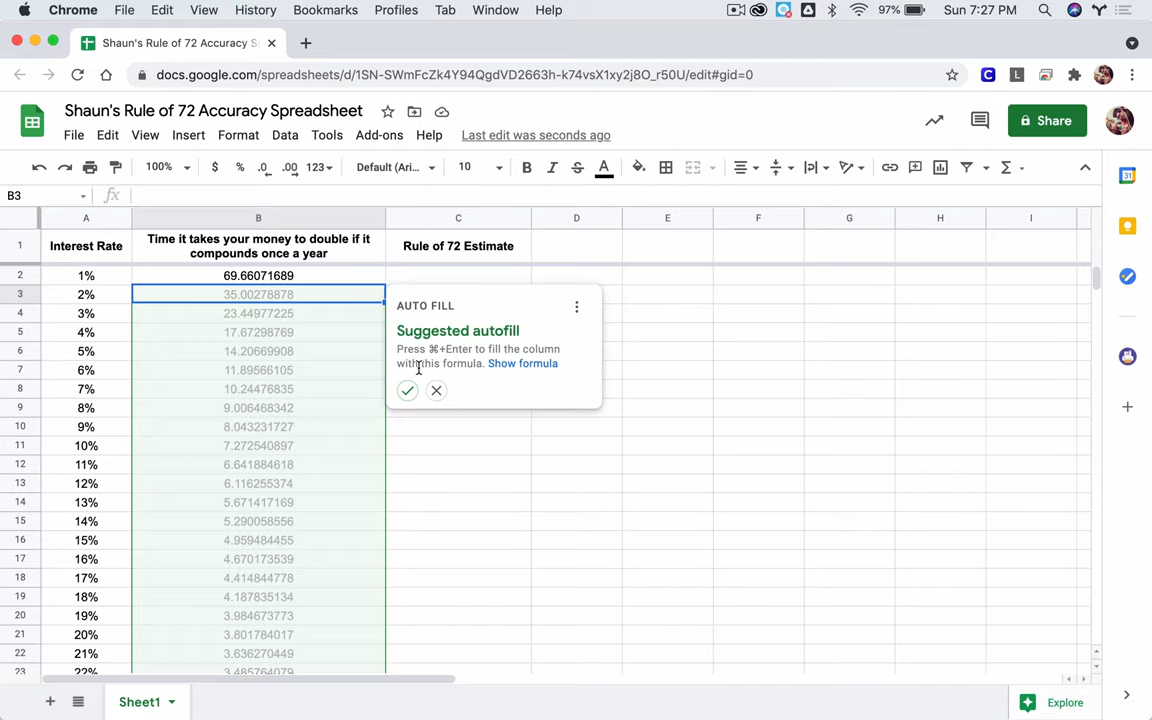 Chrome File Edit View History Bookmarks Profiles Tab Window Help 97% Sun 7:27 PM
Shaun's Rule of 72 Accuracy S
docs.google.com/spreadsheets/d/1SN-SWmFcZk4Y94QgdVD2663h-k74vsX1xy2j8O_r50U/edit#gid=0
Shaun's Rule of 72 Accuracy Spreadsheet
File Edit View Insert Format Data Tools Add-ons Help Last edit was seconds ago
Share
100% $ % .0 .00 123 Default (Ari... 10 B I S A Σ
B3 fx
A B C D E F G H I
1 Interest Rate Time it takes your money to double if it Rule of 72 Estimate
compounds once a year
2 1% 69.66071689
3 2% 35.00278878
4 3% 23.44977225
5 4% 17.67298769
6 5% 14.20669908
7 6% 11.89566105
8 7% 10.24476835
9 8% 9.006468342
10 9% 8.043231727
11 10% 7.272540897
12 11% 6.641884618
13 12% 6.116255374
14 13% 5.671417169
15 14% 5.290058556
16 15% 4.959484455
17 16% 4.670173539
18 17% 4.414844778
19 18% 4.187835134
20 19% 3.984673773
21 20% 3.801784017
22 21% 3.636270449
23 22% 3.485764079
AUTO FILL
Suggested autofill
Press ⌘+Enter to fill the column
with this formula. Show formula
Sheet1 Explore
31
C L